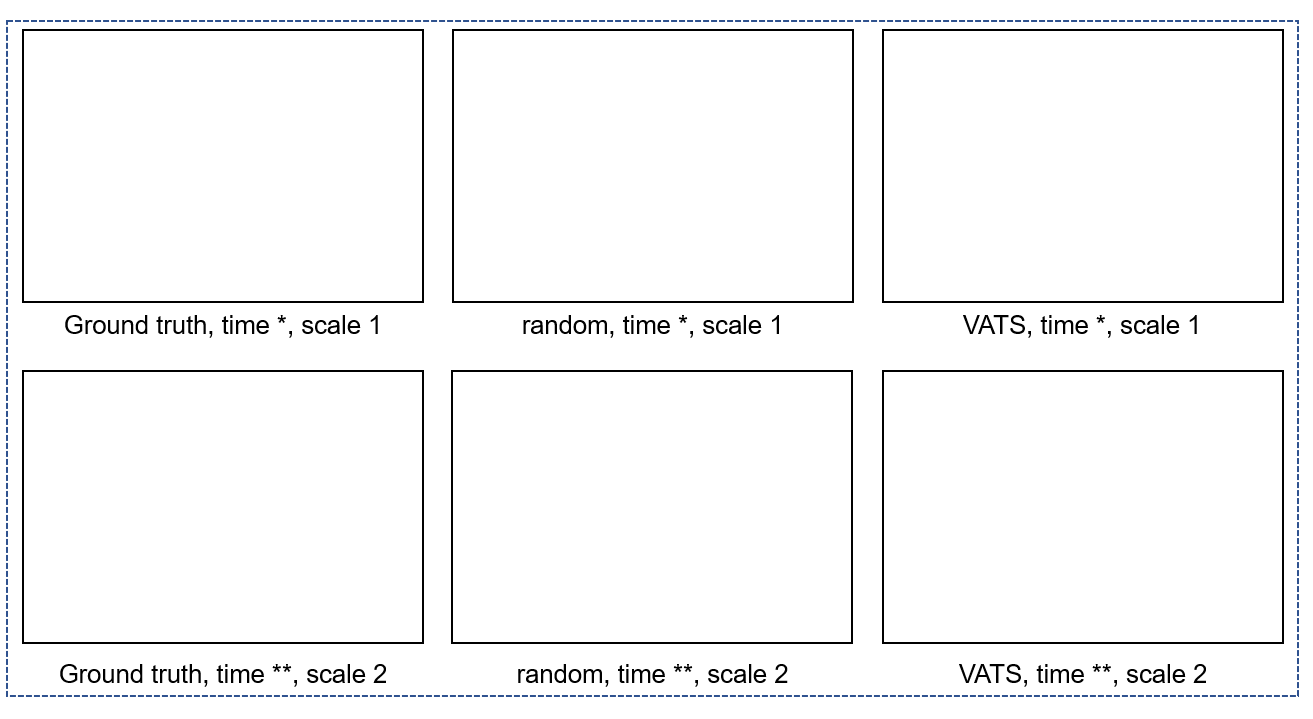 Ground truth, time *, scale 1
random, time *, scale 1
VATS, time *, scale 1
Ground truth, time **, scale 2
random, time **, scale 2
VATS, time **, scale 2